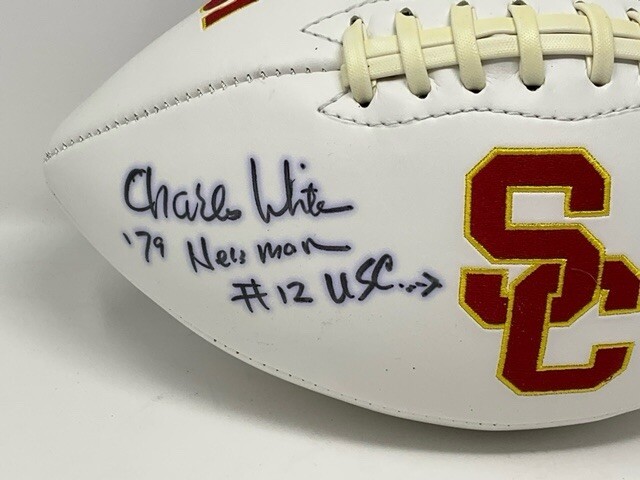 Charles White
'79 Heisman
#12 USC...→
SC